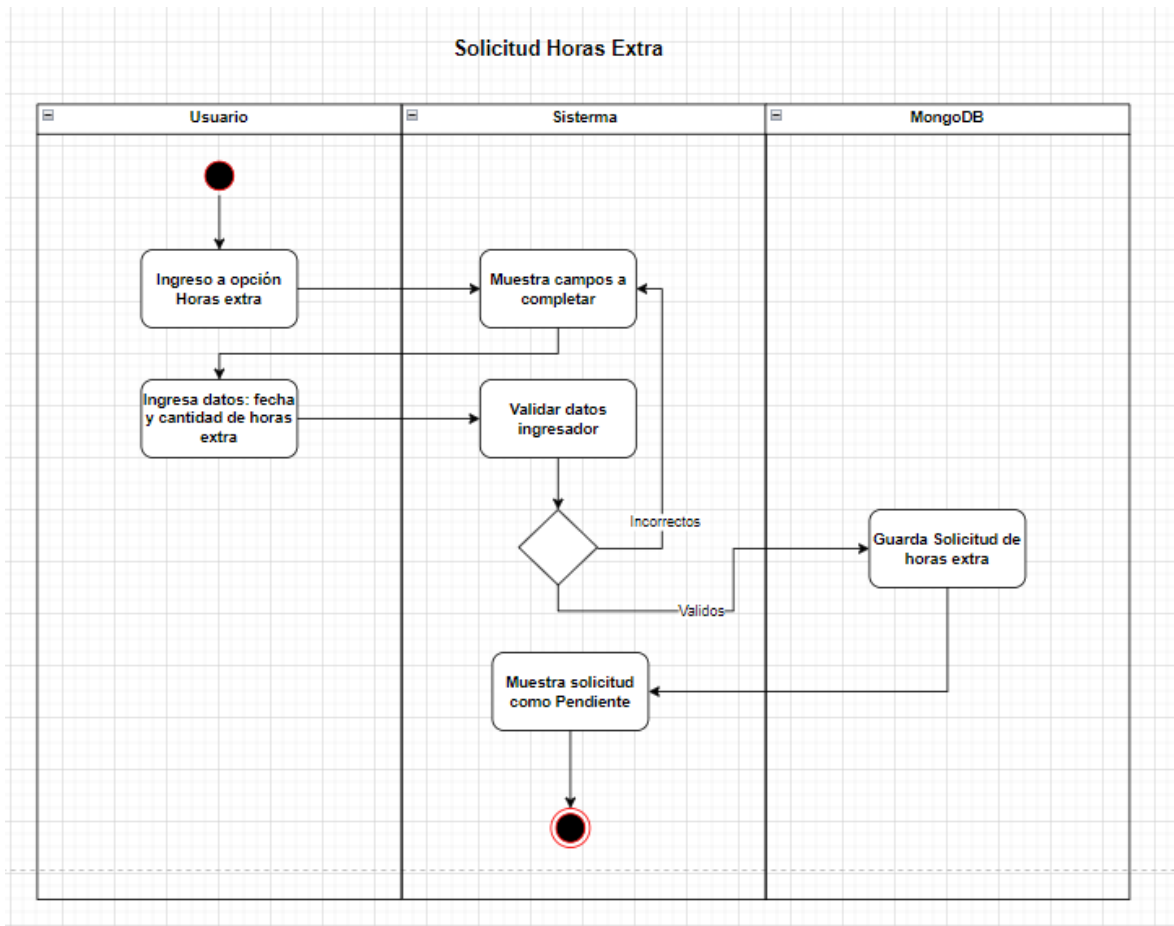 Solicitud Horas Extra
Usuario
Sisterma
MongoDB
Ingreso a opción
Horas extra
Muestra campos a
completar
Ingresa datos: fecha
y cantidad de horas
extra
Validar datos
ingresador
Incorrectos
Guarda Solicitud de
horas extra
Validos
Muestra solicitud
como Pendiente